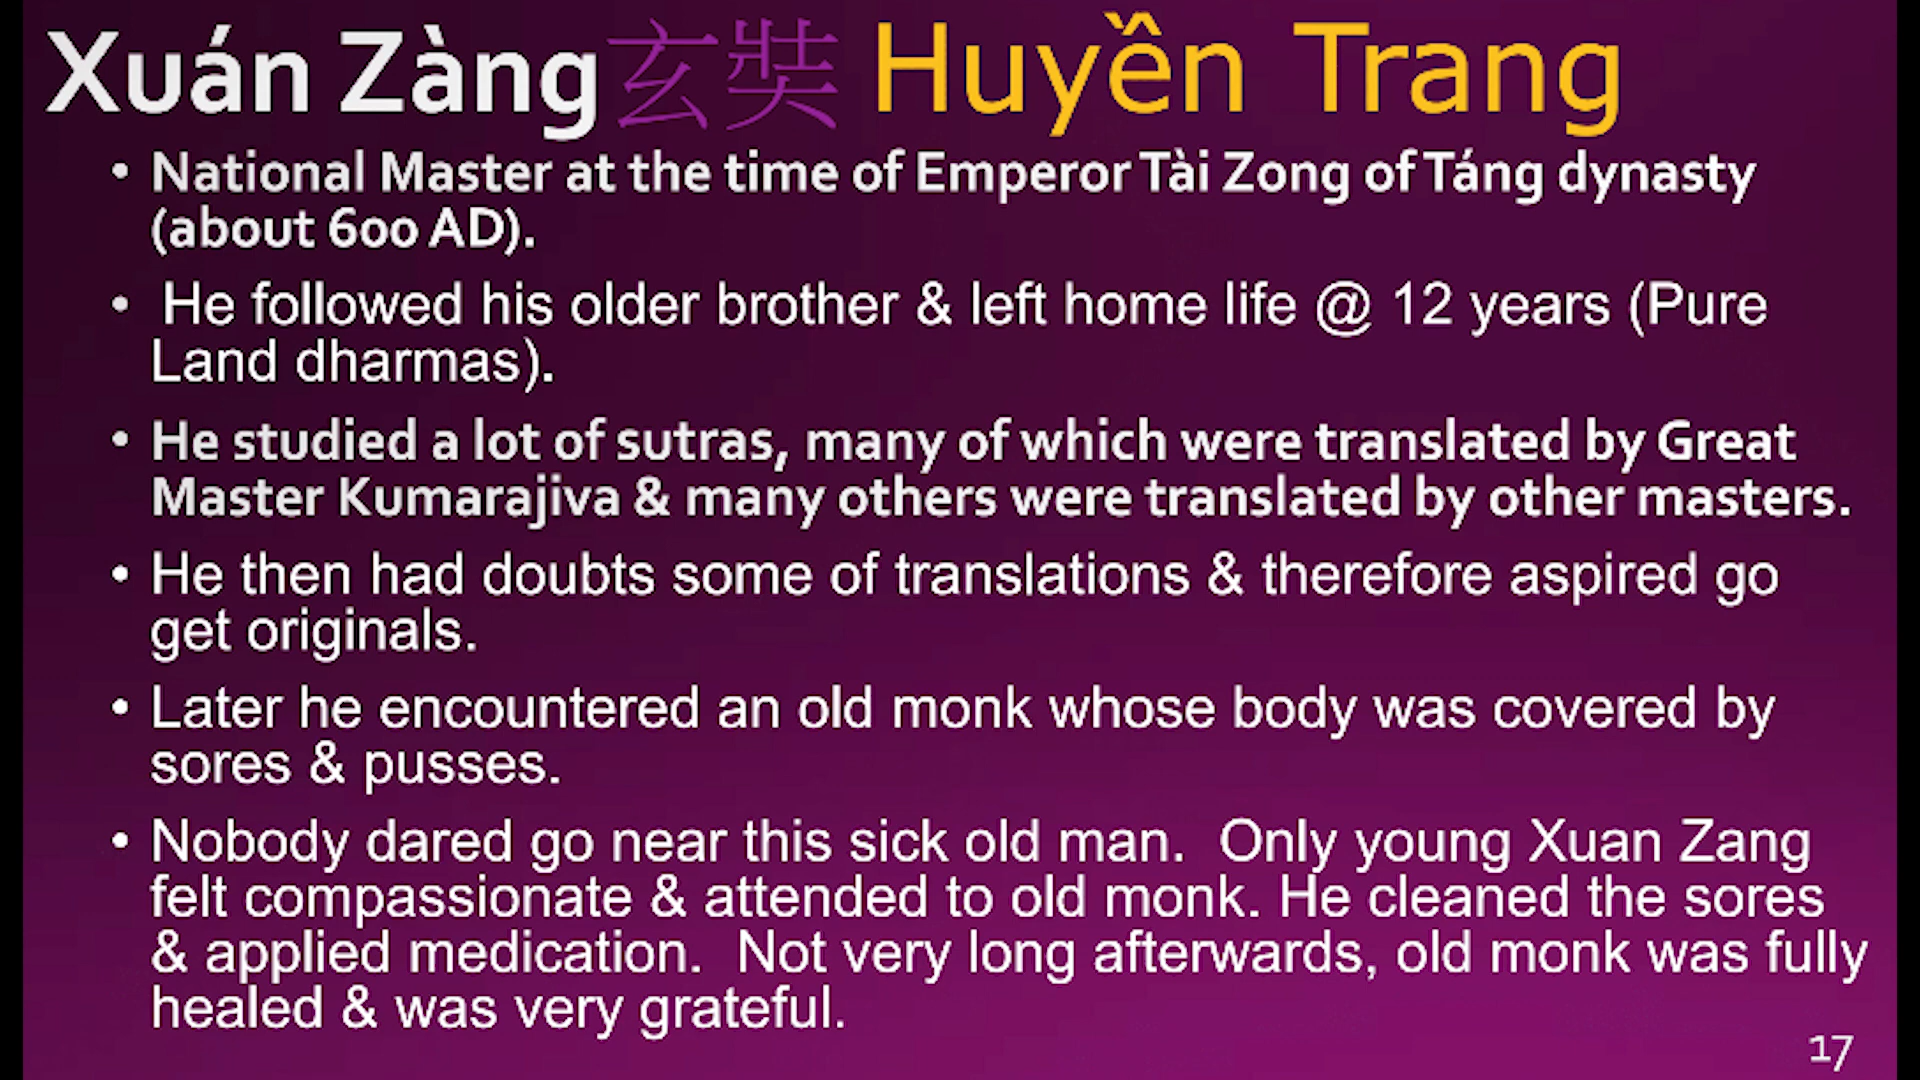 Xuán Zàng玄奘 Huyền Trang
• National Master at the time of Emperor Tài Zong of Táng dynasty
(about 600 AD).
• He followed his older brother & left home life @ 12 years (Pure
Land dharmas).
• He studied a lot of sutras, many of which were translated by Great
Master Kumarajiva & many others were translated by other masters.
• He then had doubts some of translations & therefore aspired go
get originals.
• Later he encountered an old monk whose body was covered by
sores & pusses.
• Nobody dared go near this sick old man.  Only young Xuan Zang
felt compassionate & attended to old monk. He cleaned the sores
& applied medication.  Not very long afterwards, old monk was fully
healed & was very grateful.
17